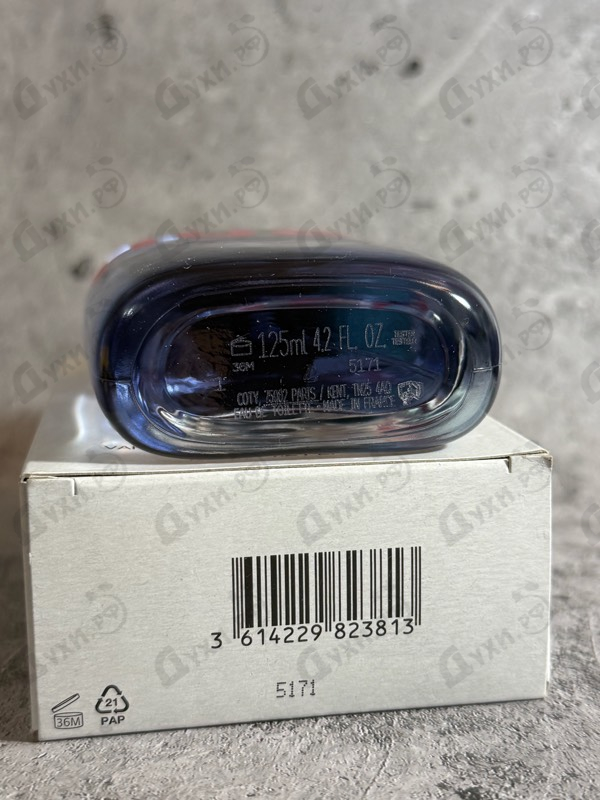 Духи.рф
125ml 4.2 FL. OZ.
36M
5171
COTY, 75002 PARIS / KENT, TN25 4AQ
EAU DE TOILETTE - MADE IN FRANCE
TESTER
3 614229 823813
5171
36M
21
PAP